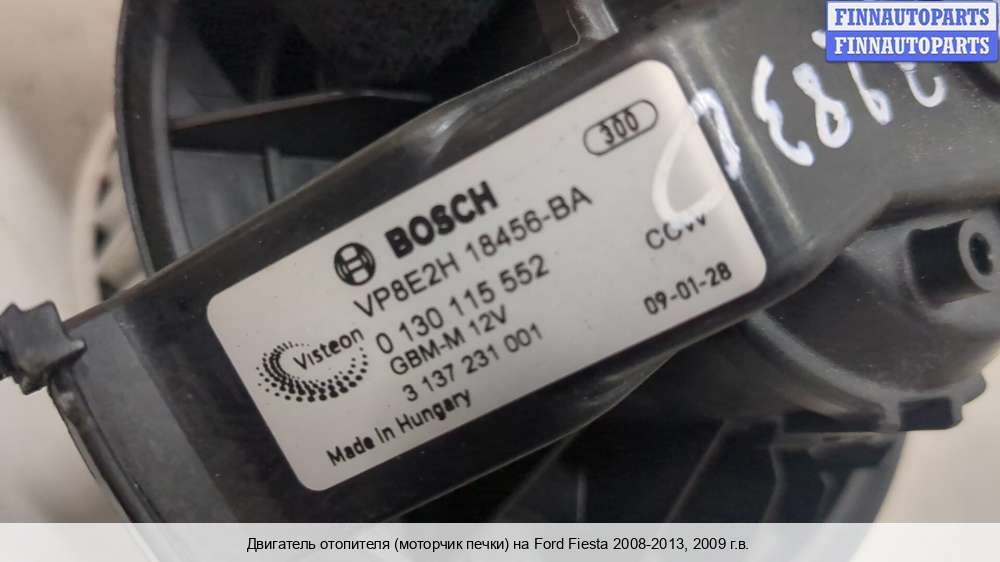 FINNAUTOPARTS
FINNAUTOPARTS
300
BOSCH
VP8E2H 18456-BA
0 130 115 552
CCW
GBM-M 12V
09-01-28
3 137 231 001
Visteon
Made in Hungary
Двигатель отопителя (моторчик печки) на Ford Fiesta 2008-2013, 2009 г.в.